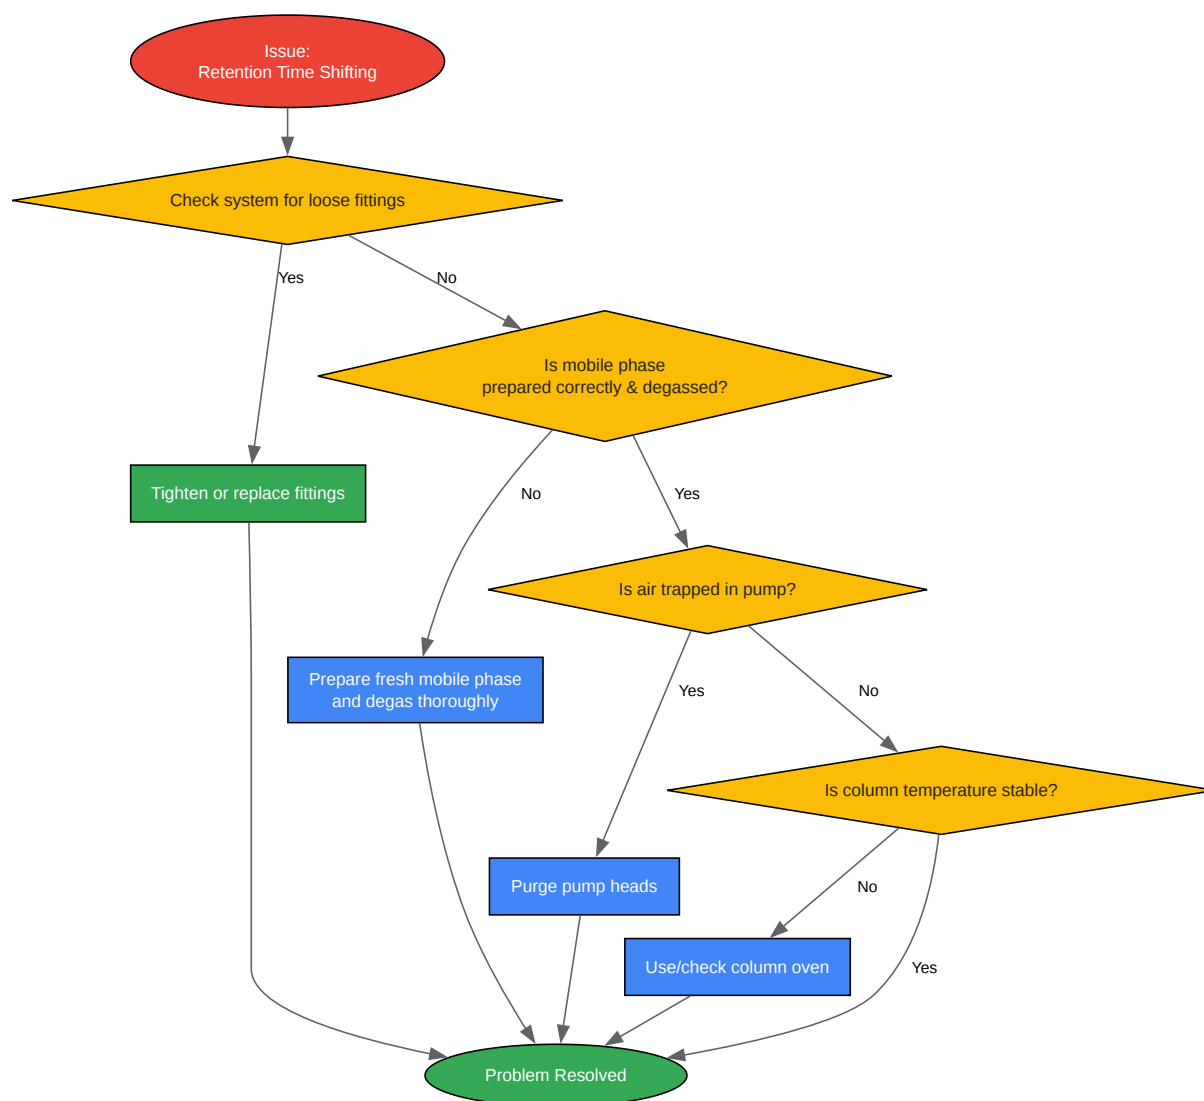 Issue:
Retention Time Shifting
Check system for loose fittings
Yes
No
Is mobile phase
prepared correctly & degassed?
Tighten or replace fittings
No
Yes
Is air trapped in pump?
Prepare fresh mobile phase
and degas thoroughly
Yes
No
Is column temperature stable?
Purge pump heads
No
Use/check column oven
Yes
Problem Resolved